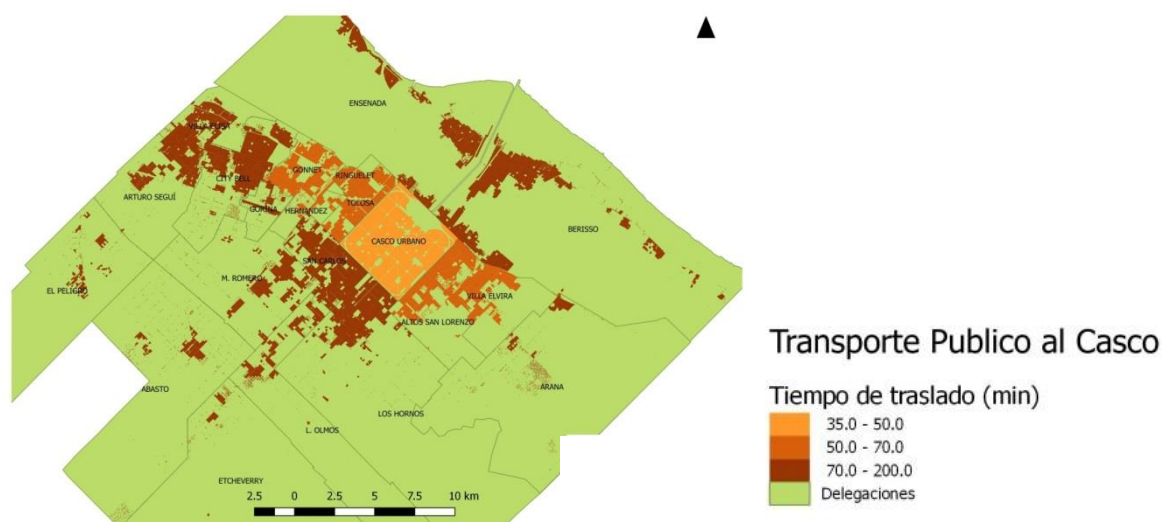 ENSENADA
VILLA ELISA
CITY BELL
GONNET
RINGUELET
ARTURO SEGUÍ
GORINA
HERNANDEZ
TOLOSA
CASCO URBANO
BERISSO
SAN CARLOS
M. ROMERO
EL PELIGRO
VILLA ELVIRA
ALTOS SAN LORENZO
ABASTO
ARANA
LOS HORNOS
L. OLMOS
ETCHEVERRY
2.5 0 2.5 5 7.5 10 km
Transporte Publico al Casco
Tiempo de traslado (min)
35.0 - 50.0
50.0 - 70.0
70.0 - 200.0
Delegaciones